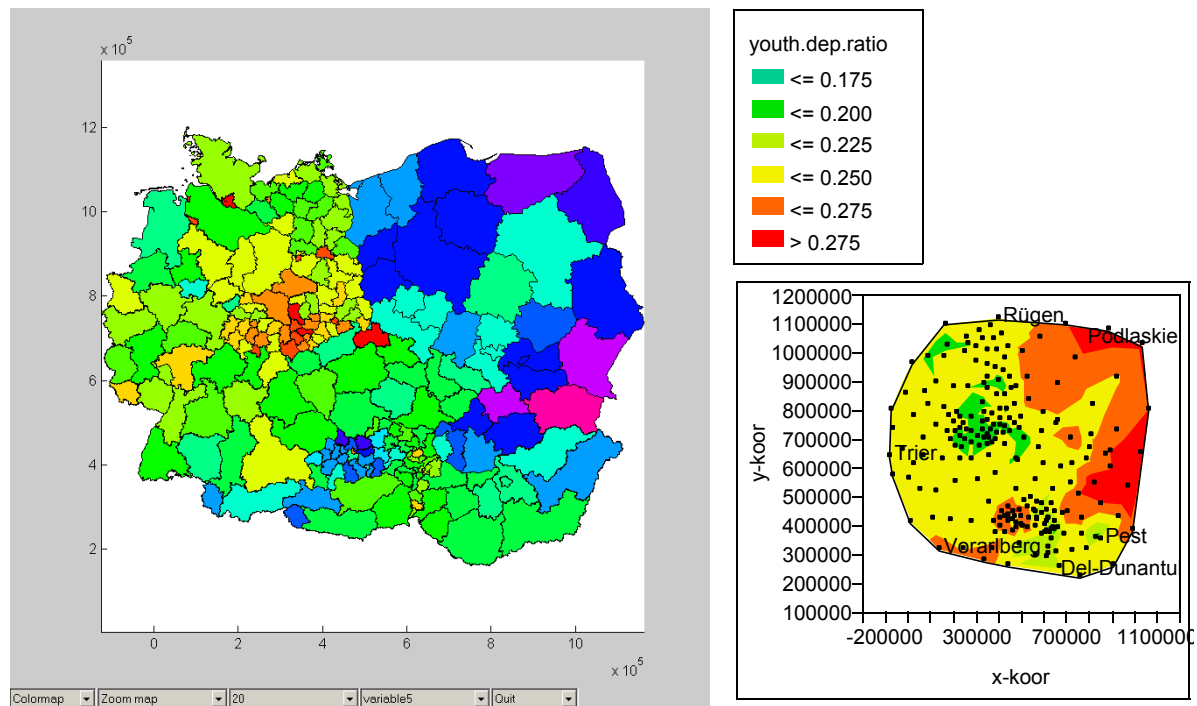 x 10^5
12
10
8
6
4
2
0 2 4 6 8 10
x 10^5
Colormap Zoom map 20 variable5 Quit
youth.dep.ratio
<= 0.175
<= 0.200
<= 0.225
<= 0.250
<= 0.275
> 0.275
y-koor
1200000
1100000
1000000
900000
800000
700000
600000
500000
400000
300000
200000
100000
Rügen
Podlaskie
Trier
Vorarlberg
Pest
Del-Dunantu
-200000 300000 700000 1100000
x-koor